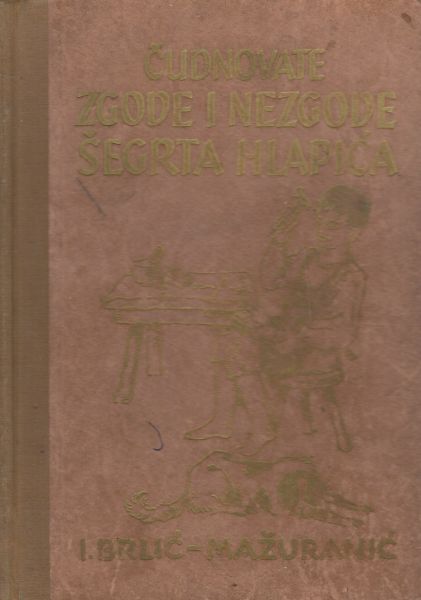 ČUDNOVATE
ZGODE I NEZGODE
ŠEGRTA HLAPIĆA
I. BRLIĆ-MAŽURANIĆ